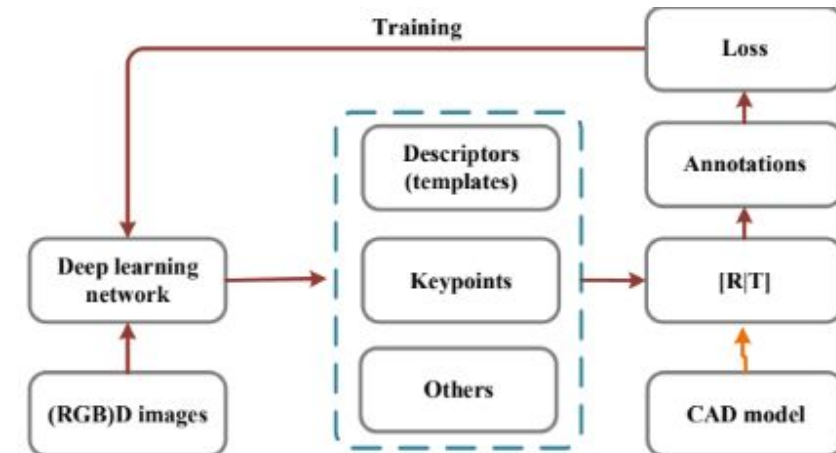 Training
Loss
Descriptors
(templates)
Annotations
Deep learning
network
Keypoints
[R|T]
(RGB)D images
Others
CAD model